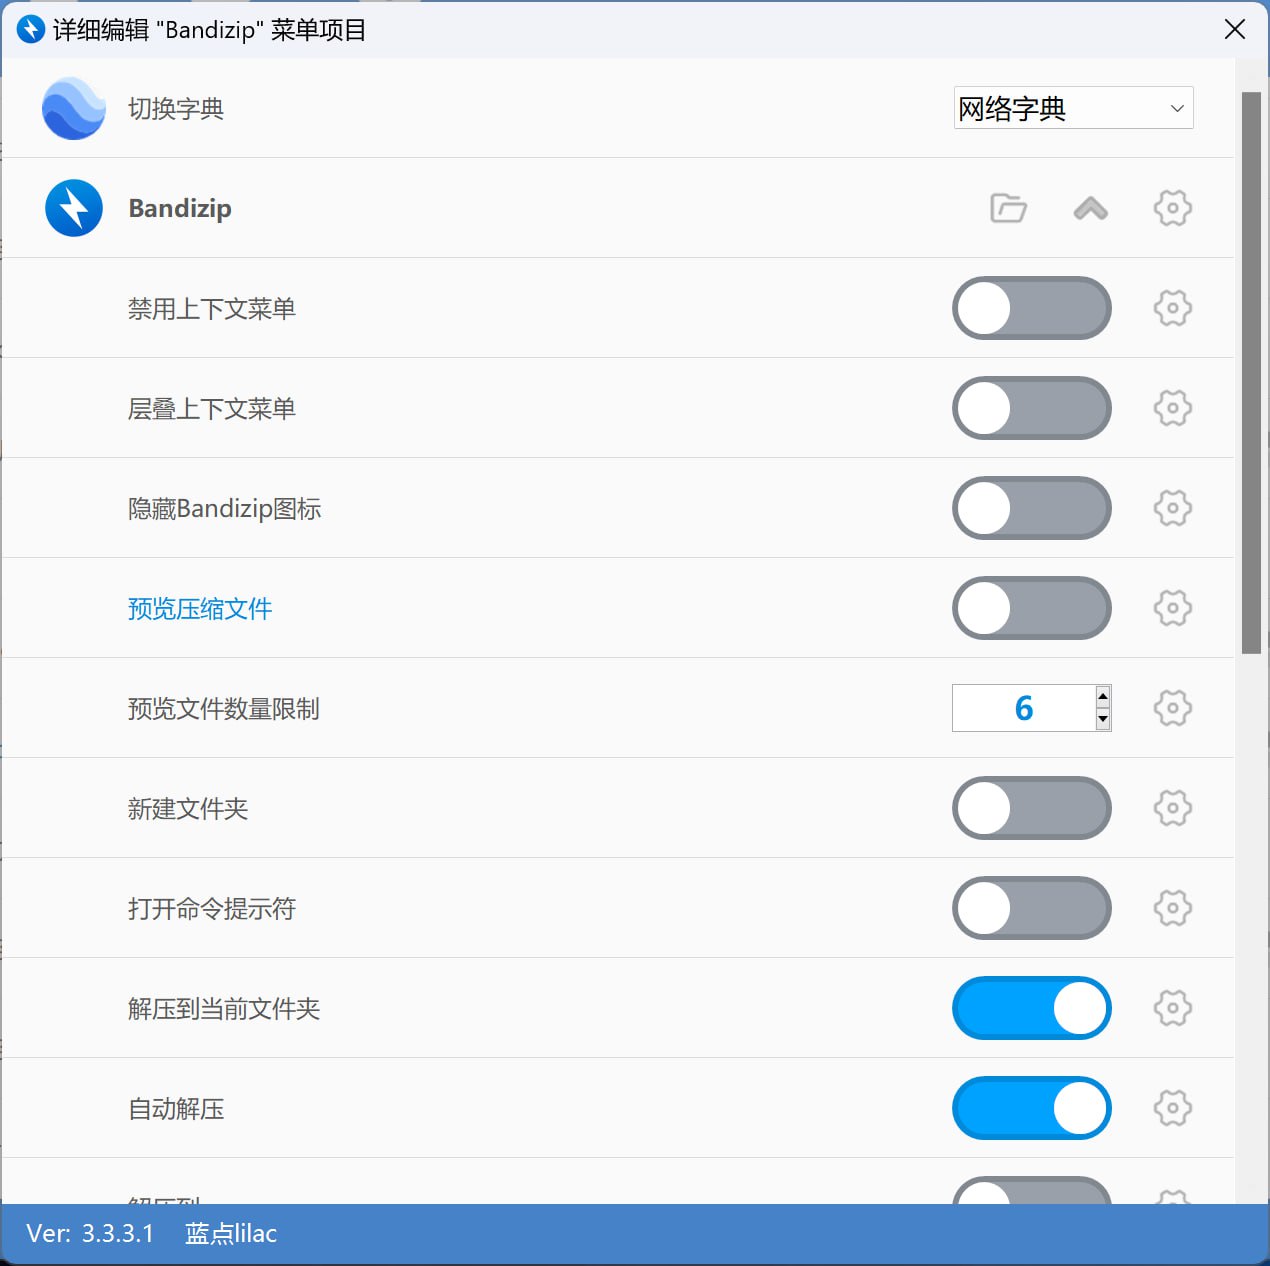 详细编辑 "Bandizip" 菜单项目
切换字典
网络字典
Bandizip
禁用上下文菜单
层叠上下文菜单
隐藏Bandizip图标
预览压缩文件
预览文件数量限制
6
新建文件夹
打开命令提示符
解压到当前文件夹
自动解压
解压到
Ver: 3.3.3.1 蓝点lilac